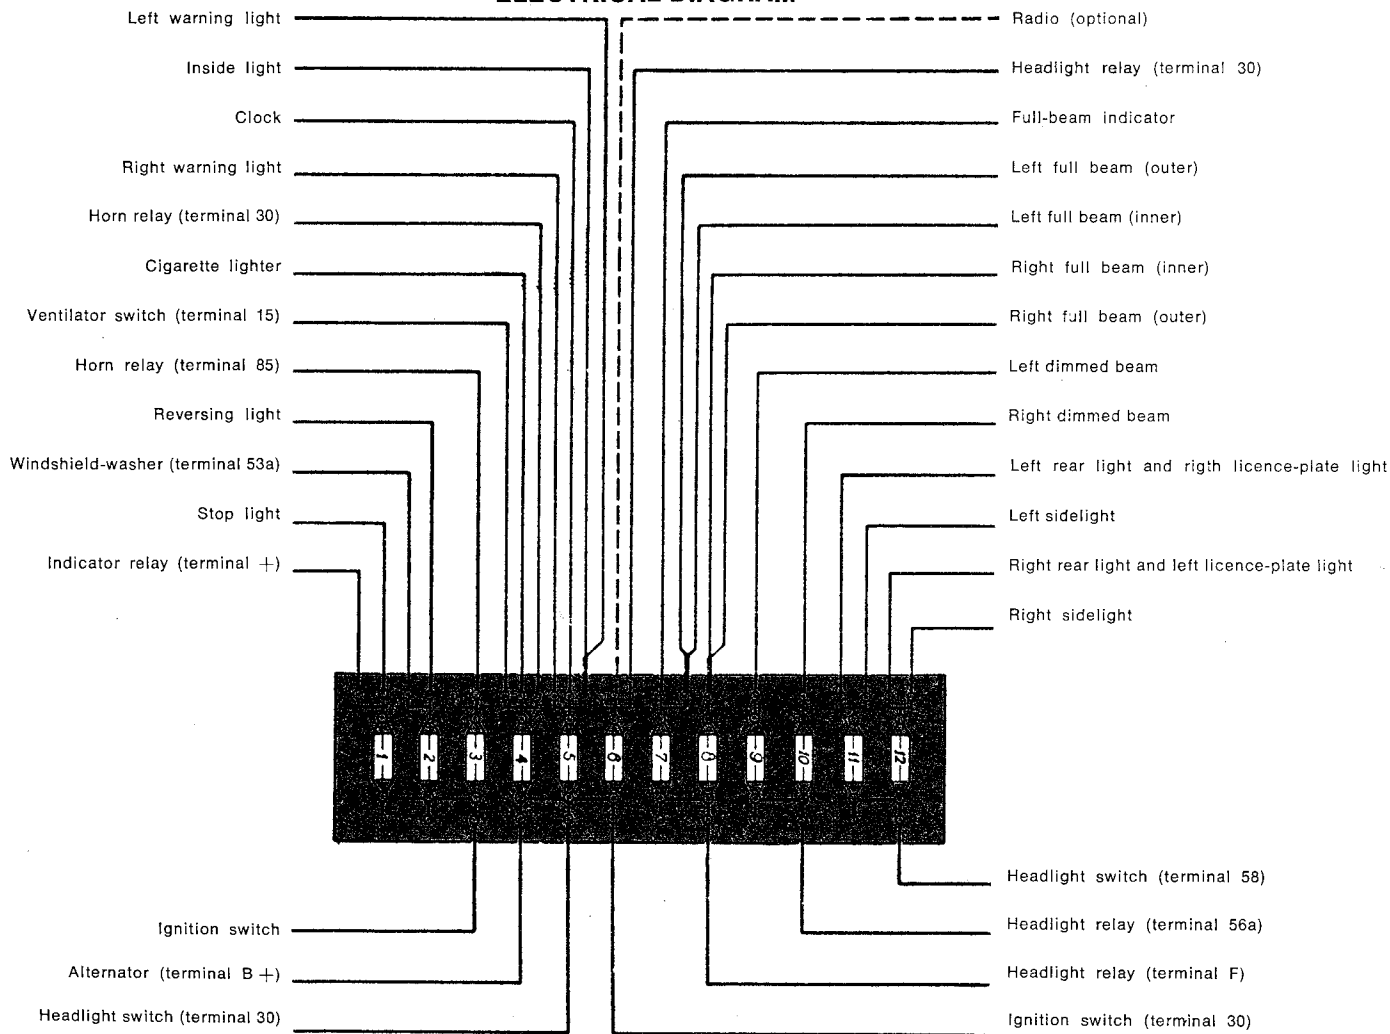 ELECTRICAL DIAGRAM
Left warning light
Inside light
Clock
Right warning light
Horn relay (terminal 30)
Cigarette lighter
Ventilator switch (terminal 15)
Horn relay (terminal 85)
Reversing light
Windshield-washer (terminal 53a)
Stop light
Indicator relay (terminal +)
Radio (optional)
Headlight relay (terminal 30)
Full-beam indicator
Left full beam (outer)
Left full beam (inner)
Right full beam (inner)
Right full beam (outer)
Left dimmed beam
Right dimmed beam
Left rear light and rigth licence-plate light
Left sidelight
Right rear light and left licence-plate light
Right sidelight
1 2 3 4 5 6 7 8 9 10 11 12
Ignition switch
Alternator (terminal B +)
Headlight switch (terminal 30)
Headlight switch (terminal 58)
Headlight relay (terminal 56a)
Headlight relay (terminal F)
Ignition switch (terminal 30)